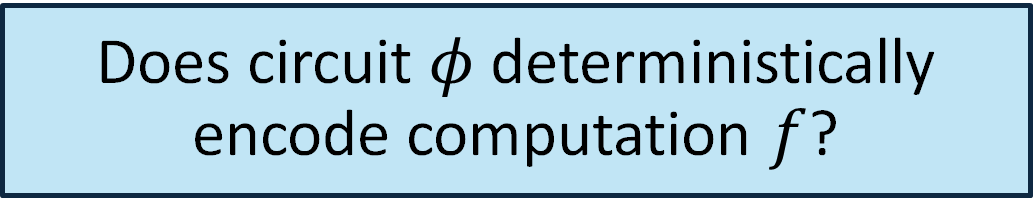 Does circuit 𝜙 deterministically
encode computation 𝑓?